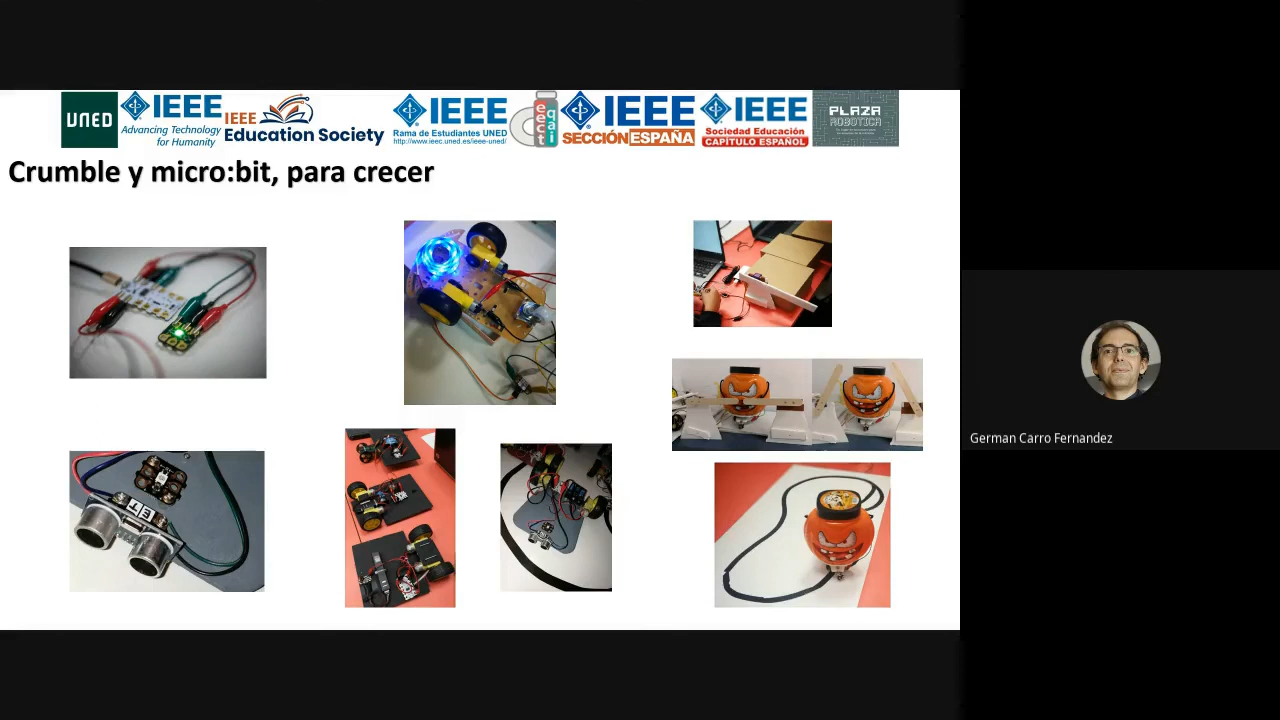 UNED
IEEE
Advancing Technology
for Humanity
IEEE
Education Society
IEEE
Rama de Estudiantes UNED
http://www.ieec.uned.es/ieee-uned/
IEEE
SECCIÓN ESPAÑA
IEEE
Sociedad Educación
CAPÍTULO ESPAÑOL
PLAZA
ROBOTICA
Crumble y micro:bit, para crecer
German Carro Fernandez